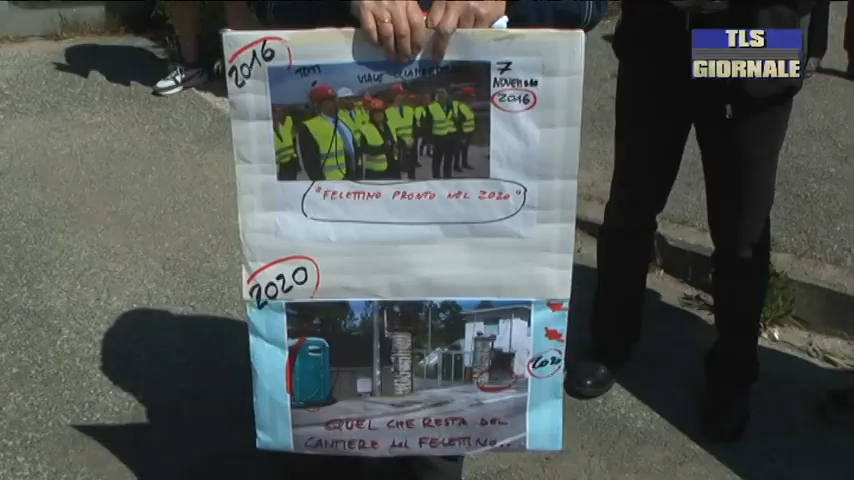 TLS
GIORNALE
2016
TOTI
VIALE
7
NOVEMBRE
2016
"FELETTINO PRONTO NEL 2020"
2020
2020
QUEL CHE RESTA DEL
CANTIERE DEL FELETTINO..